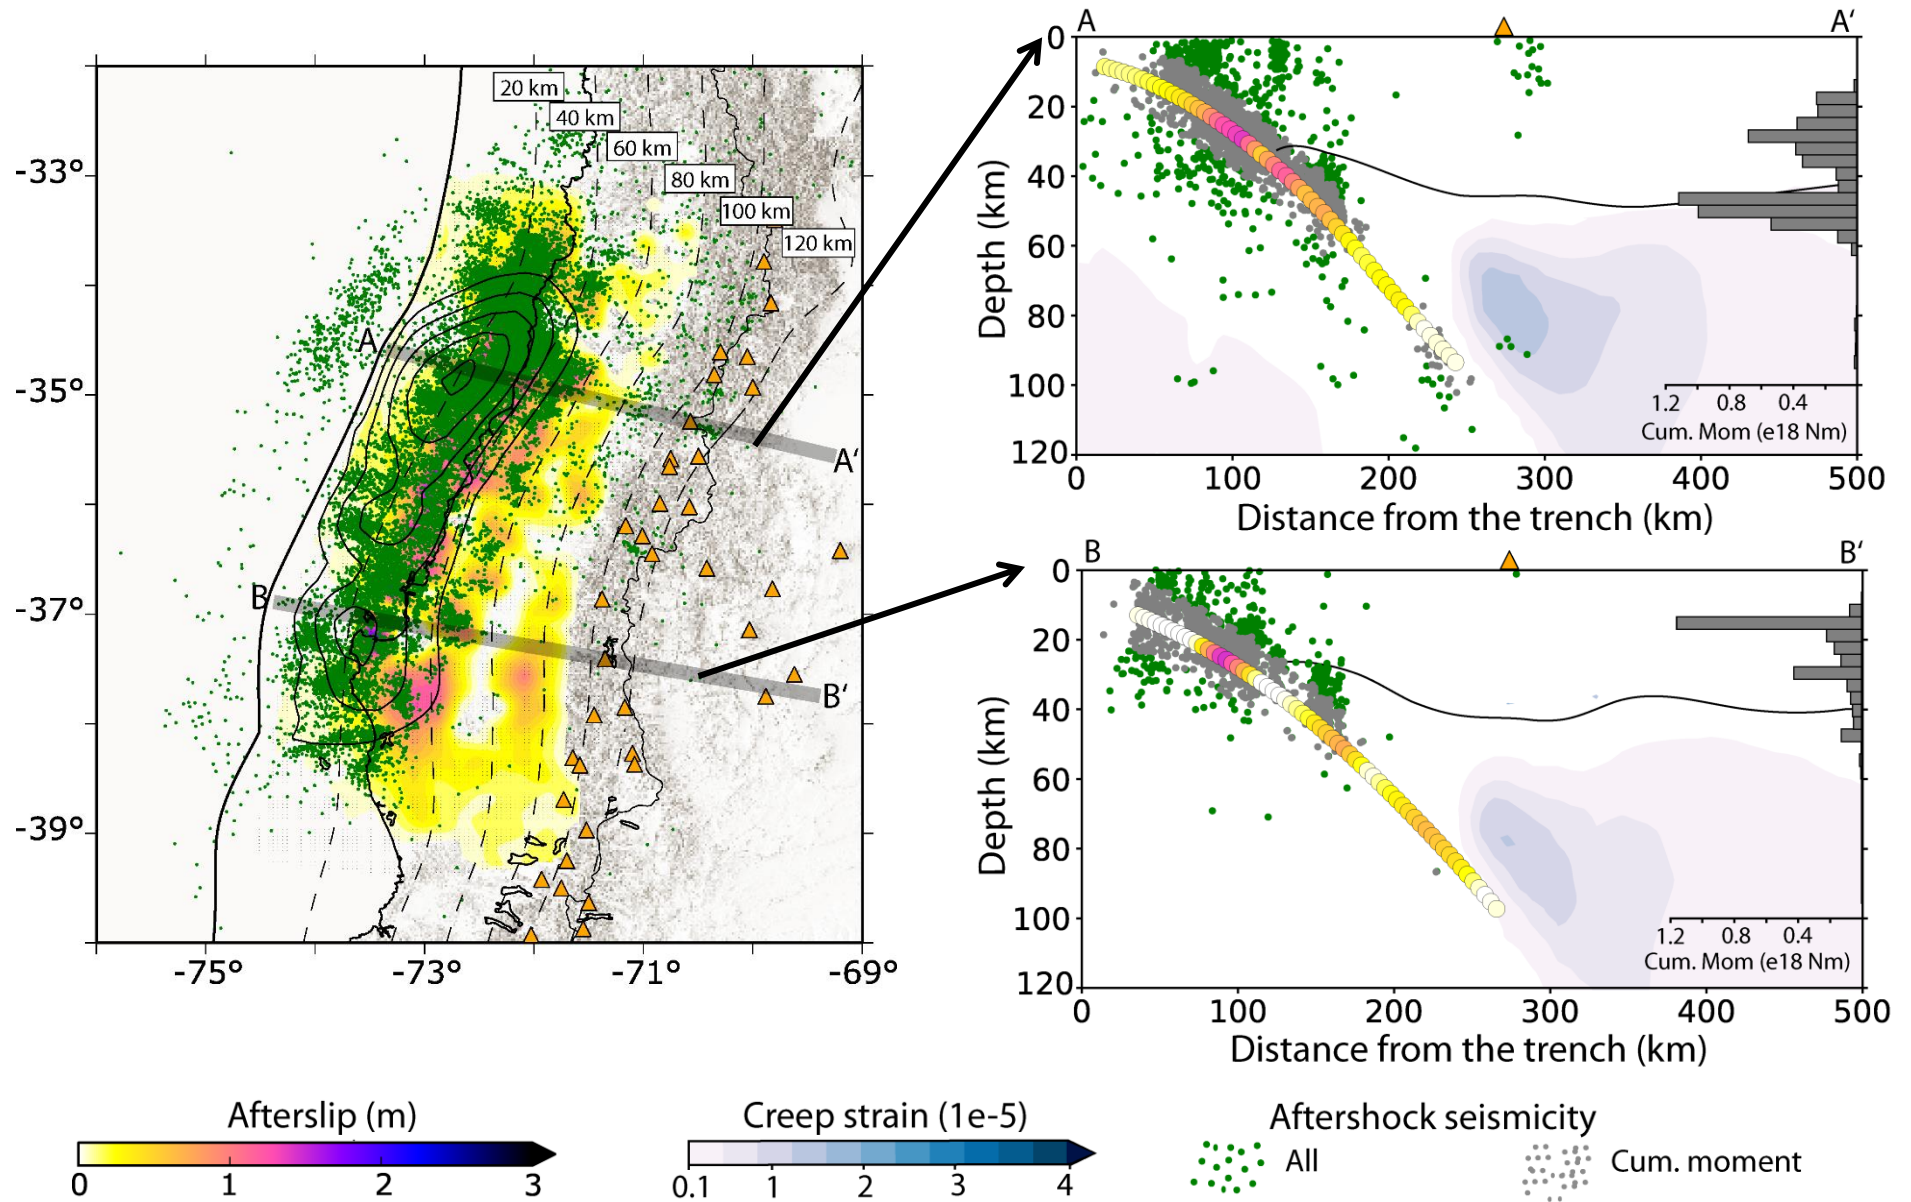 20 km
40 km
60 km
80 km
100 km
120 km
-33°
-35°
-37°
-39°
-75°
-73°
-71°
-69°
A
A'
B
B'
A
A'
0
20
40
60
80
100
120
Depth (km)
1.2 0.8 0.4
Cum. Mom (e18 Nm)
0 100 200 300 400 500
Distance from the trench (km)
B
B'
0
20
40
60
80
100
120
Depth (km)
1.2 0.8 0.4
Cum. Mom (e18 Nm)
0 100 200 300 400 500
Distance from the trench (km)
Afterslip (m)
0 1 2 3
Creep strain (1e-5)
0.1 1 2 3 4
Aftershock seismicity
All
Cum. moment